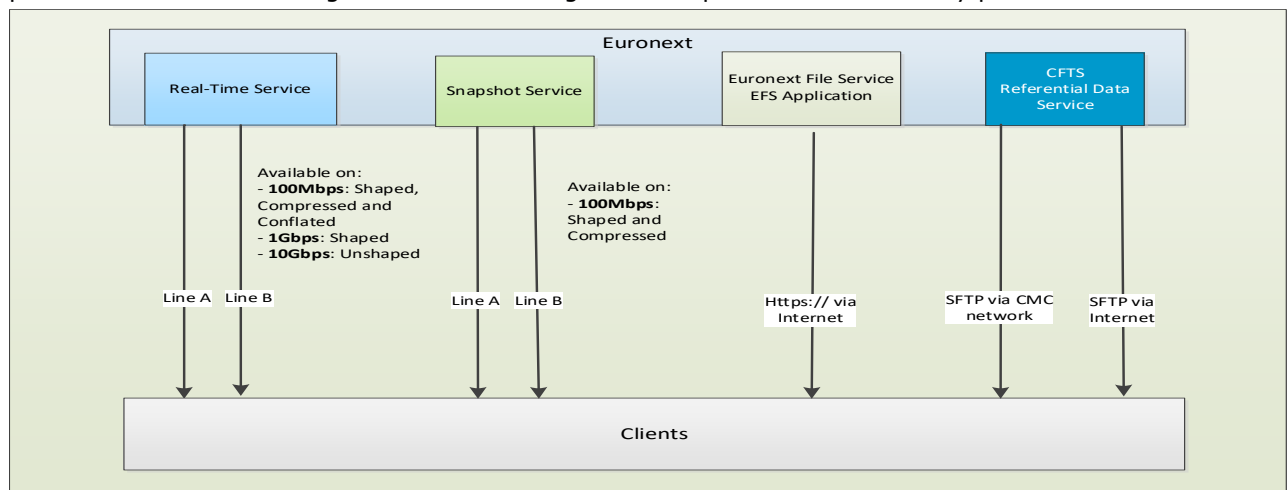 Euronext
Real-Time Service
Snapshot Service
Euronext File Service
EFS Application
CFTS
Referential Data
Service
Available on:
- 100Mbps: Shaped,
Compressed and
Conflated
- 1Gbps: Shaped
- 10Gbps: Unshaped
Available on:
- 100Mbps:
Shaped and
Compressed
Line A
Line B
Line A
Line B
Https:// via
Internet
SFTP via CMC
network
SFTP via
Internet
Clients